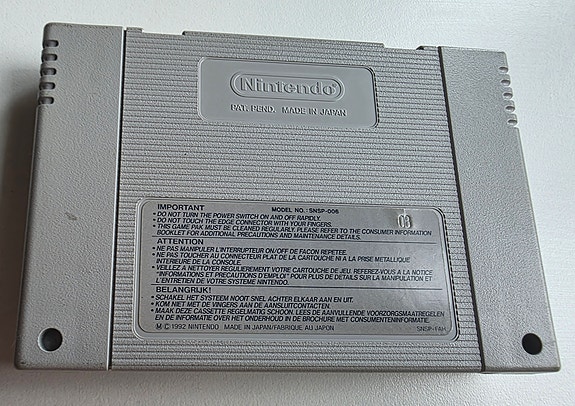 Nintendo
PAT. PEND. MADE IN JAPAN
IMPORTANT MODEL NO.: SNSP-006
• DO NOT TURN THE POWER SWITCH ON AND OFF RAPIDLY.
• DO NOT TOUCH THE EDGE CONNECTOR WITH YOUR FINGERS.
• THIS GAME PAK MUST BE CLEANED REGULARLY. PLEASE REFER TO THE CONSUMER INFORMATION
BOOKLET FOR ADDITIONAL PRECAUTIONS AND MAINTENANCE DETAILS.
ATTENTION
• NE PAS MANIPULER L'INTERRUPTEUR ON/OFF DE FACON REPETEE.
• NE PAS TOUCHER AU CONNECTEUR PLAT DE LA CARTOUCHE NI A LA PRISE METALLIQUE
INTERIEURE DE LA CONSOLE.
• VEILLEZ A NETTOYER REGULIEREMENT VOTRE CARTOUCHE DE JEU. REFEREZ-VOUS A LA NOTICE
"INFORMATIONS ET PRECAUTIONS D'EMPLOI" POUR PLUS DE DETAILS SUR LA MANIPULATION ET
L'ENTRETIEN DE VOTRE SYSTEME NINTENDO.
BELANGRIJK!
• SCHAKEL HET SYSTEEM NOOIT SNEL ACHTER ELKAAR AAN EN UIT.
• KOM NIET MET DE VINGERS AAN DE AANSLUITCONTACTEN.
• MAAK DEZE CASSETTE REGELMATIG SCHOON. LEES DE AANVULLENDE VOORZORGSMAATREGELEN
EN DE INFORMATIE OVER HET ONDERHOUD IN DE BROCHURE MET CONSUMENTENINFORMATIE.
Ⓜ © 1992 NINTENDO MADE IN JAPAN/FABRIQUE AU JAPON SNSP-FAH